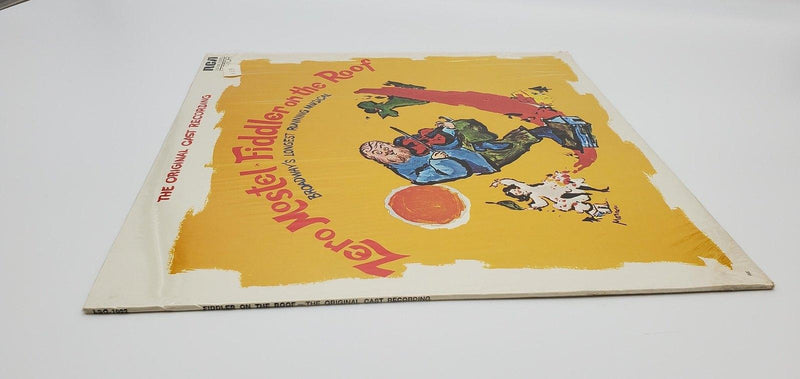 RCA
THE ORIGINAL CAST RECORDING
Zero Mostel • Fiddler on the Roof
BROADWAY'S LONGEST RUNNING MUSICAL
FIDDLER ON THE ROOF—THE ORIGINAL CAST RECORDING